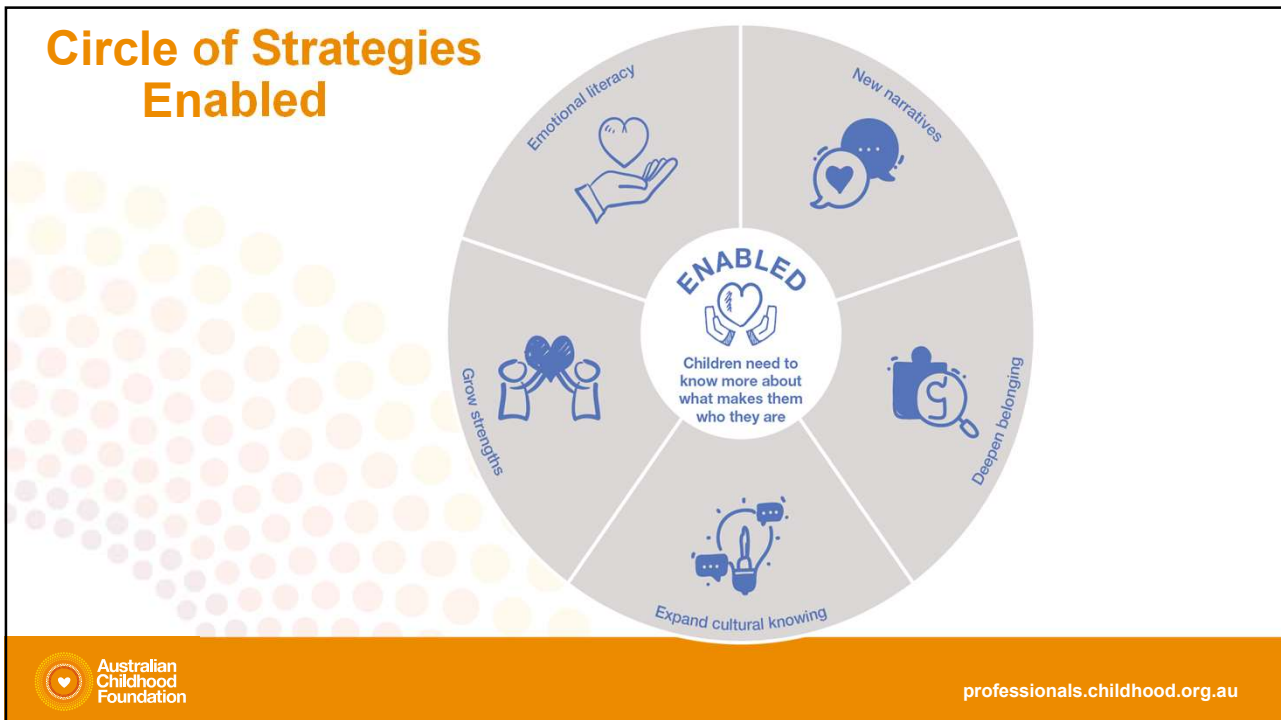 Circle of Strategies
Enabled
Emotional literacy
New narratives
Deepen belonging
Expand cultural knowing
Grow strengths
ENABLED
Children need to
know more about
what makes them
who they are
Australian
Childhood
Foundation
professionals.childhood.org.au